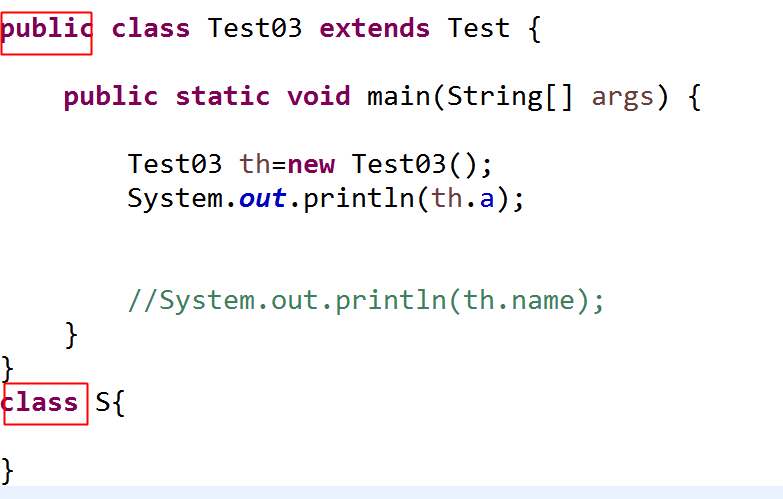 public class Test03 extends Test {
public static void main(String[] args) {
Test03 th=new Test03();
System.out.println(th.a);
//System.out.println(th.name);
}
}
class S{
}